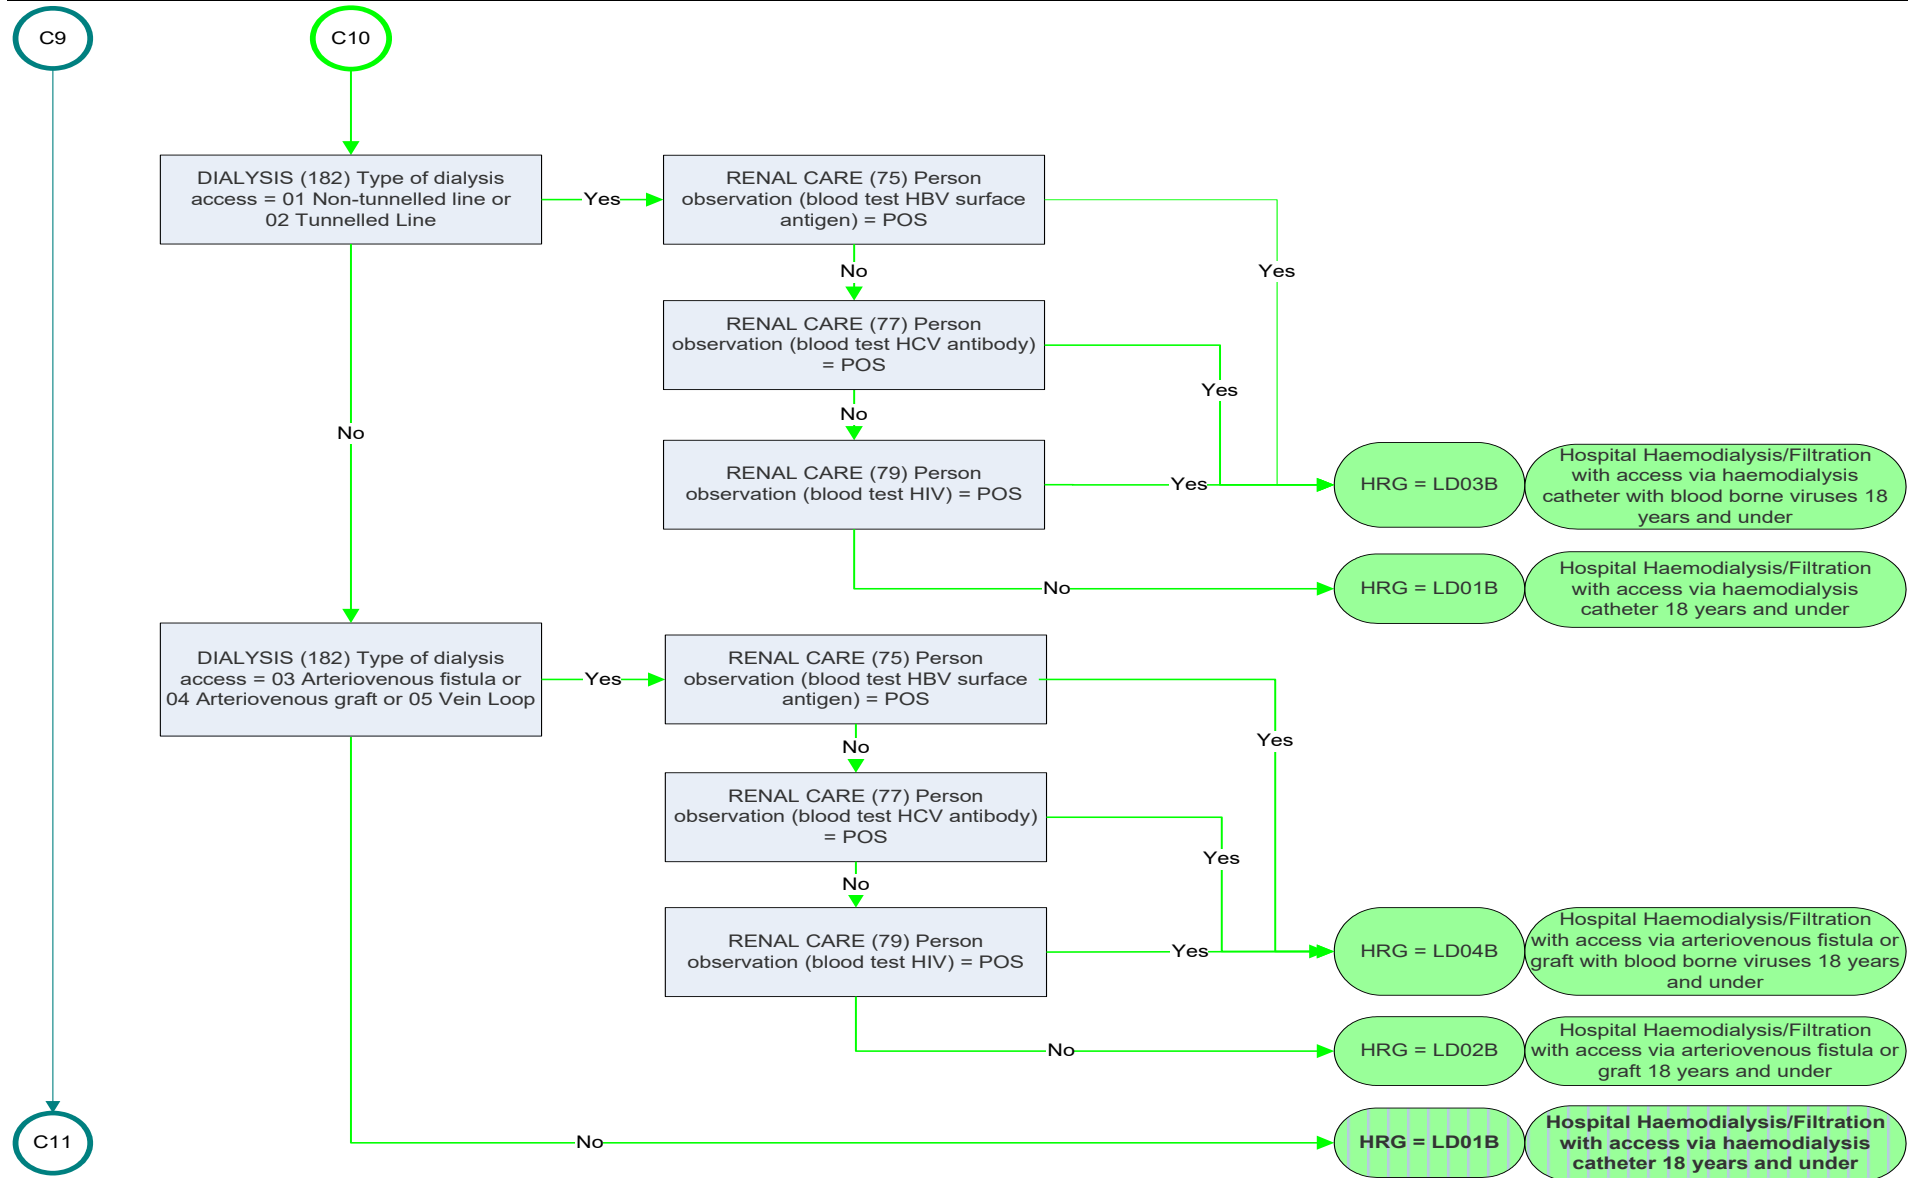 C9
C10
DIALYSIS (182) Type of dialysis
access = 01 Non-tunnelled line or
02 Tunnelled Line
Yes
RENAL CARE (75) Person
observation (blood test HBV surface
antigen) = POS
No
Yes
RENAL CARE (77) Person
observation (blood test HCV antibody)
= POS
Yes
No
No
RENAL CARE (79) Person
observation (blood test HIV) = POS
Yes
HRG = LD03B
Hospital Haemodialysis/Filtration
with access via haemodialysis
catheter with blood borne viruses 18
years and under
No
HRG = LD01B
Hospital Haemodialysis/Filtration
with access via haemodialysis
catheter 18 years and under
DIALYSIS (182) Type of dialysis
access = 03 Arteriovenous fistula or
04 Arteriovenous graft or 05 Vein Loop
Yes
RENAL CARE (75) Person
observation (blood test HBV surface
antigen) = POS
No
Yes
RENAL CARE (77) Person
observation (blood test HCV antibody)
= POS
Yes
No
RENAL CARE (79) Person
observation (blood test HIV) = POS
Yes
HRG = LD04B
Hospital Haemodialysis/Filtration
with access via arteriovenous fistula or
graft with blood borne viruses 18 years
and under
No
HRG = LD02B
Hospital Haemodialysis/Filtration
with access via arteriovenous fistula or
graft 18 years and under
C11
No
HRG = LD01B
Hospital Haemodialysis/Filtration
with access via haemodialysis
catheter 18 years and under